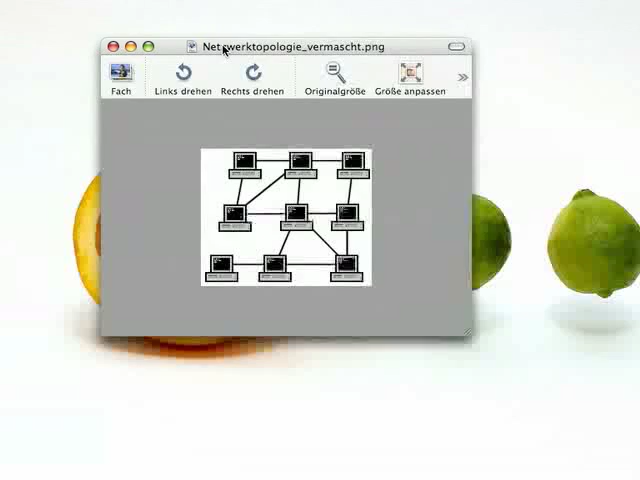 Netzwerktopologie_vermascht.png
Fach
Links drehen
Rechts drehen
Originalgröße
Größe anpassen